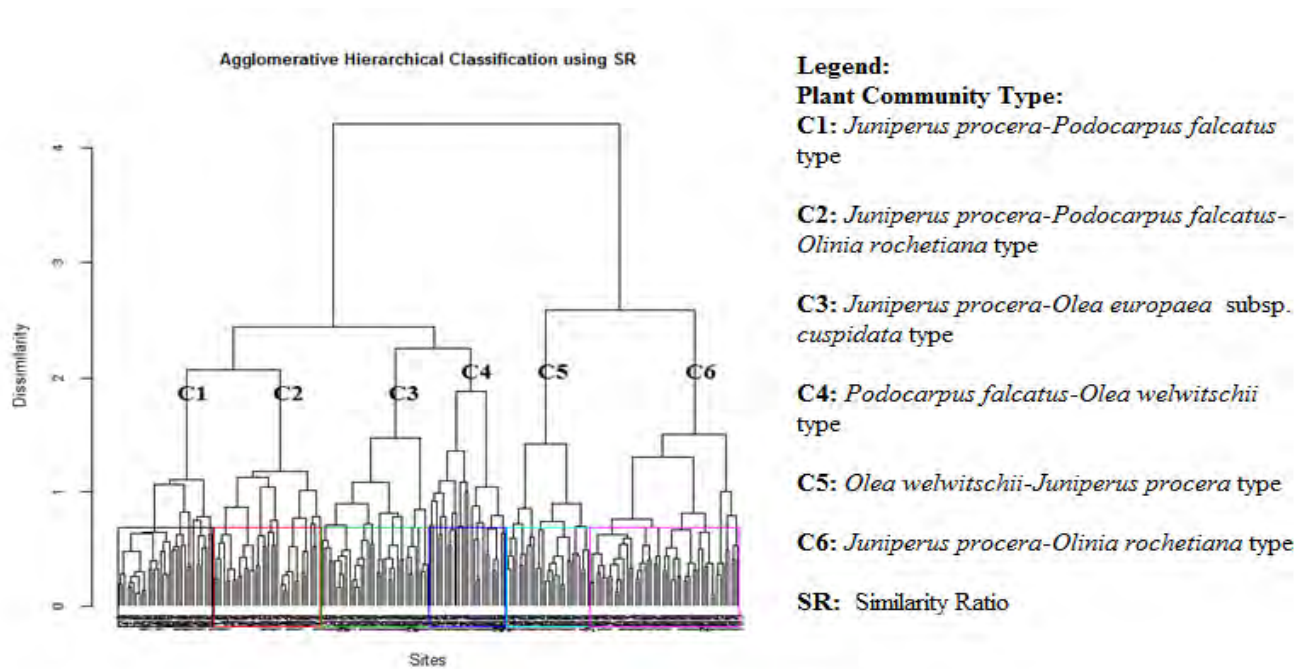 Agglomerative Hierarchical Classification using SR
Dissimilarity
4
3
2
1
0
C1
C2
C3
C4
C5
C6
Sites
Legend:
Plant Community Type:
C1: Juniperus procera-Podocarpus falcatus
type
C2: Juniperus procera-Podocarpus falcatus-
Olinia rochetiana type
C3: Juniperus procera-Olea europaea subsp.
cuspidata type
C4: Podocarpus falcatus-Olea welwitschii
type
C5: Olea welwitschii-Juniperus procera type
C6: Juniperus procera-Olinia rochetiana type
SR: Similarity Ratio